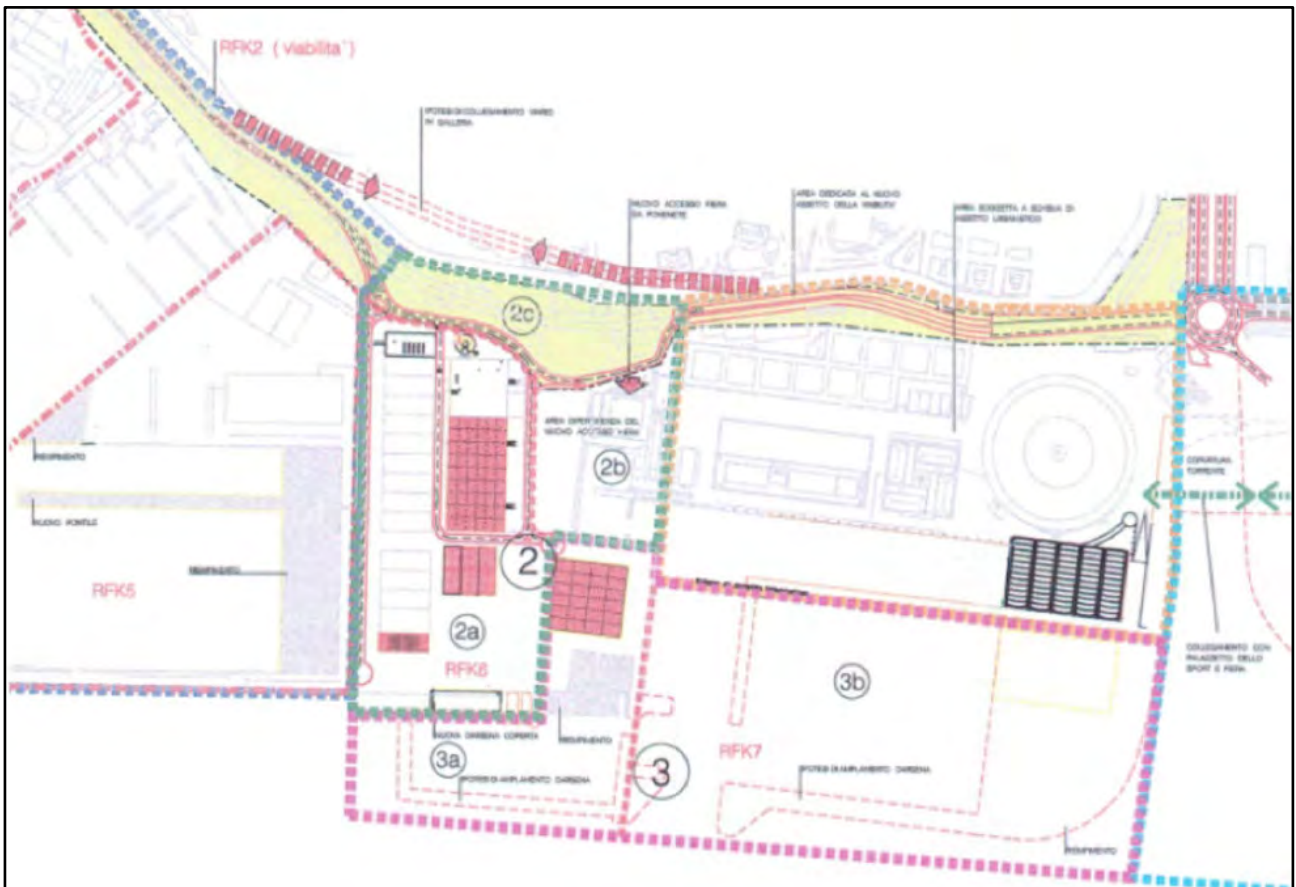 RFK2 ( viabilita` )
IPOTESI DI COLLEGAMENTO VIARIO
IN GALLERIA
NUOVO ACCESSO FIERA
DA PONENETE
AREA DEDICATA AL NUOVO
ASSETTO DELLA VIABILITA'
AREA SOGGETTA A SCHEMA DI
ASSETTO URBANISTICO
2c
AREA DIPERTINENZA DEL
NUOVO ACCESSO FIERA
2b
RIEMPIMENTO
NUOVO PONTILE
RIEMPIMENTO
RFK5
2
2a
RFK6
COPERTURA
TORRENTE
COLLEGAMENTO CON
PALAZZETTO DELLO
SPORT E FIERA
3b
NUOVA DARSENA COPERTA
RIEMPIMENTO
3a
3
RFK7
IPOTESI DI AMPLIAMENTO DARSENA
IPOTESI DI AMPLIAMENTO DARSENA
RIEMPIMENTO